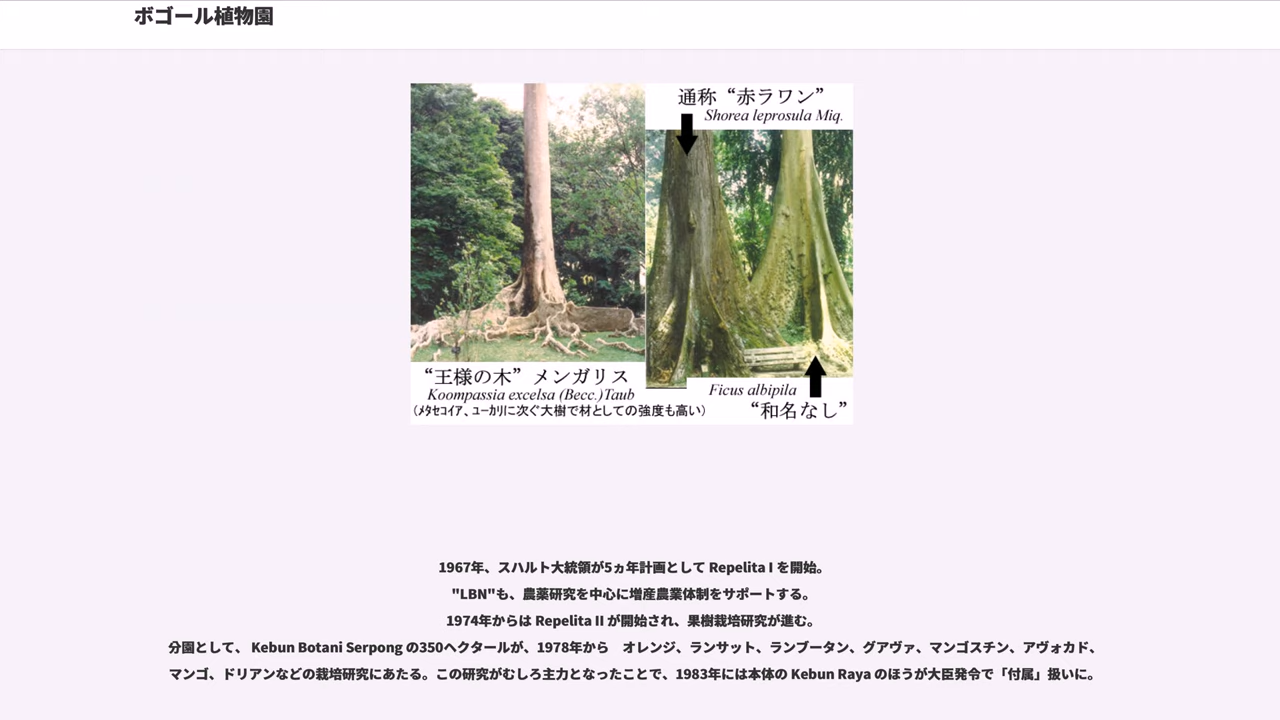 ボゴール植物園
通称 “赤ラワン”
Shorea leprosula Miq.
“王様の木” メンガリス
Koompassia excelsa (Becc.)Taub
(ﾒﾀｾｺｲｱ、ﾕｰｶﾘに次ぐ大樹で材としての強度も高い)
Ficus albipila
“和名なし”
1967年、スハルト大統領が5ヵ年計画として Repelita I を開始。
"LBN"も、農薬研究を中心に増産農業体制をサポートする。
1974年からは Repelita II が開始され、果樹栽培研究が進む。
分園として、 Kebun Botani Serpong の350ヘクタールが、1978年から　オレンジ、ランサット、ランブータン、グアヴァ、マンゴスチン、アヴォカド、
マンゴ、ドリアンなどの栽培研究にあたる。この研究がむしろ主力となったことで、1983年には本体の Kebun Raya のほうが大臣発令で「付属」扱いに。